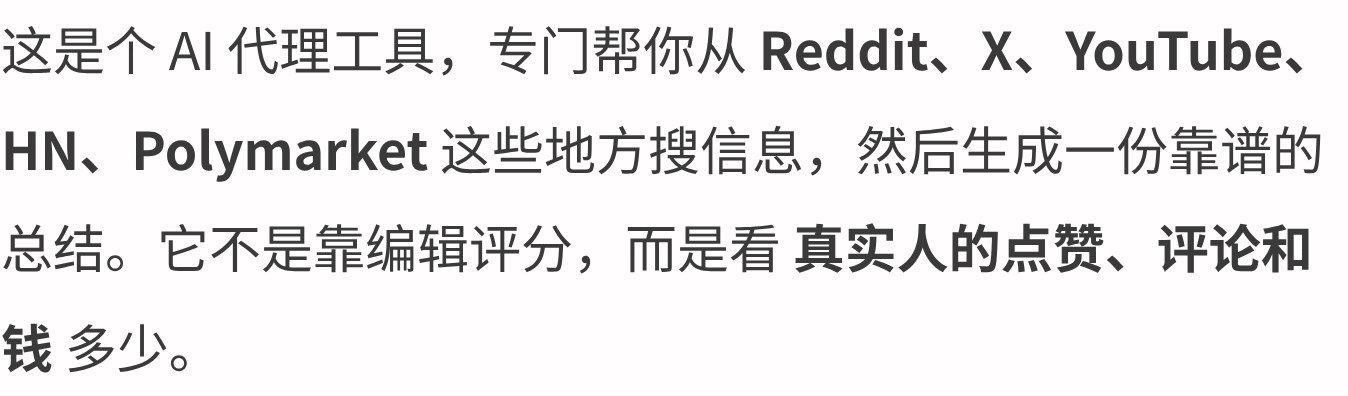 这是个 AI 代理工具，专门帮你从 Reddit、X、YouTube、
HN、Polymarket 这些地方搜信息，然后生成一份靠谱的
总结。它不是靠编辑评分，而是看 真实人的点赞、评论和
钱 多少。